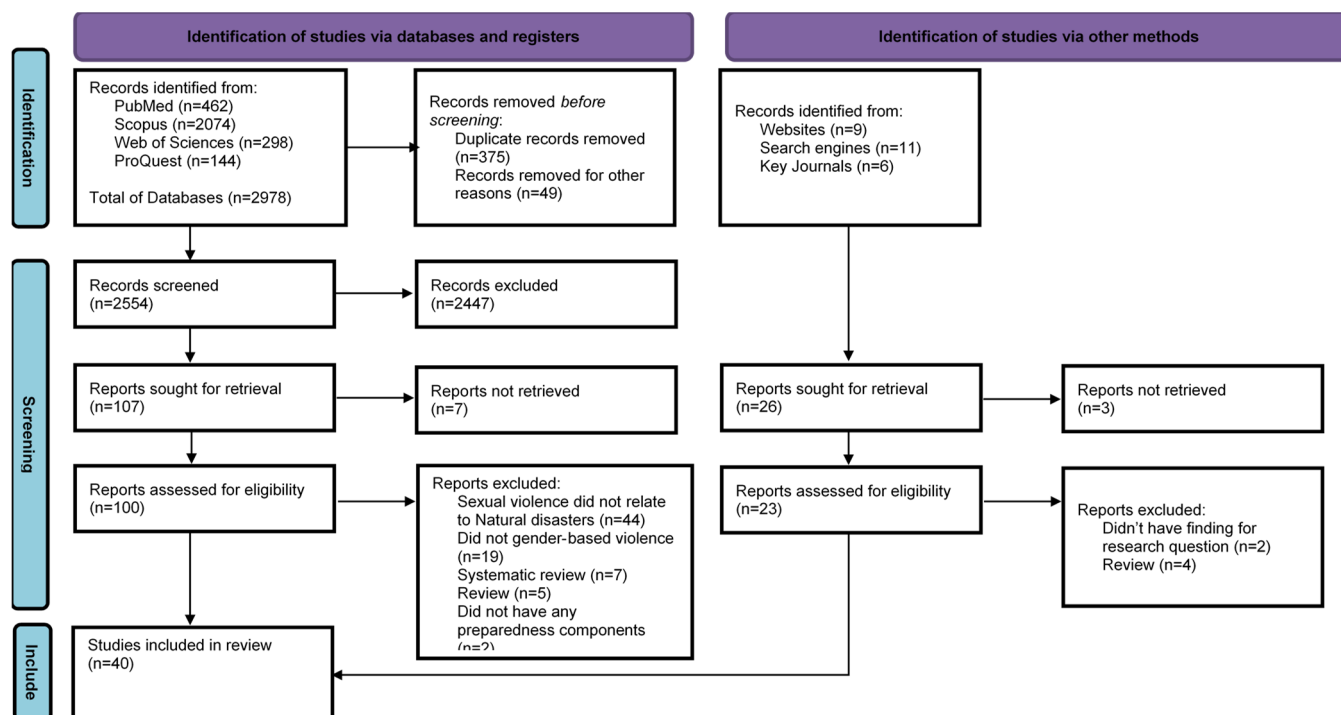 Identification of studies via databases and registers
Identification of studies via other methods
Identification
Records identified from:
PubMed (n=462)
Scopus (n=2074)
Web of Sciences (n=298)
ProQuest (n=144)
Total of Databases (n=2978)
Records removed before
screening:
Duplicate records removed
(n=375)
Records removed for other
reasons (n=49)
Records identified from:
Websites (n=9)
Search engines (n=11)
Key Journals (n=6)
Screening
Records screened
(n=2554)
Records excluded
(n=2447)
Reports sought for retrieval
(n=107)
Reports not retrieved
(n=7)
Reports sought for retrieval
(n=26)
Reports not retrieved
(n=3)
Reports assessed for eligibility
(n=100)
Reports excluded:
Sexual violence did not relate
to Natural disasters (n=44)
Did not gender-based violence
(n=19)
Systematic review (n=7)
Review (n=5)
Did not have any
preparedness components
(n=2)
Reports assessed for eligibility
(n=23)
Reports excluded:
Didn't have finding for
research question (n=2)
Review (n=4)
Include
Studies included in review
(n=40)